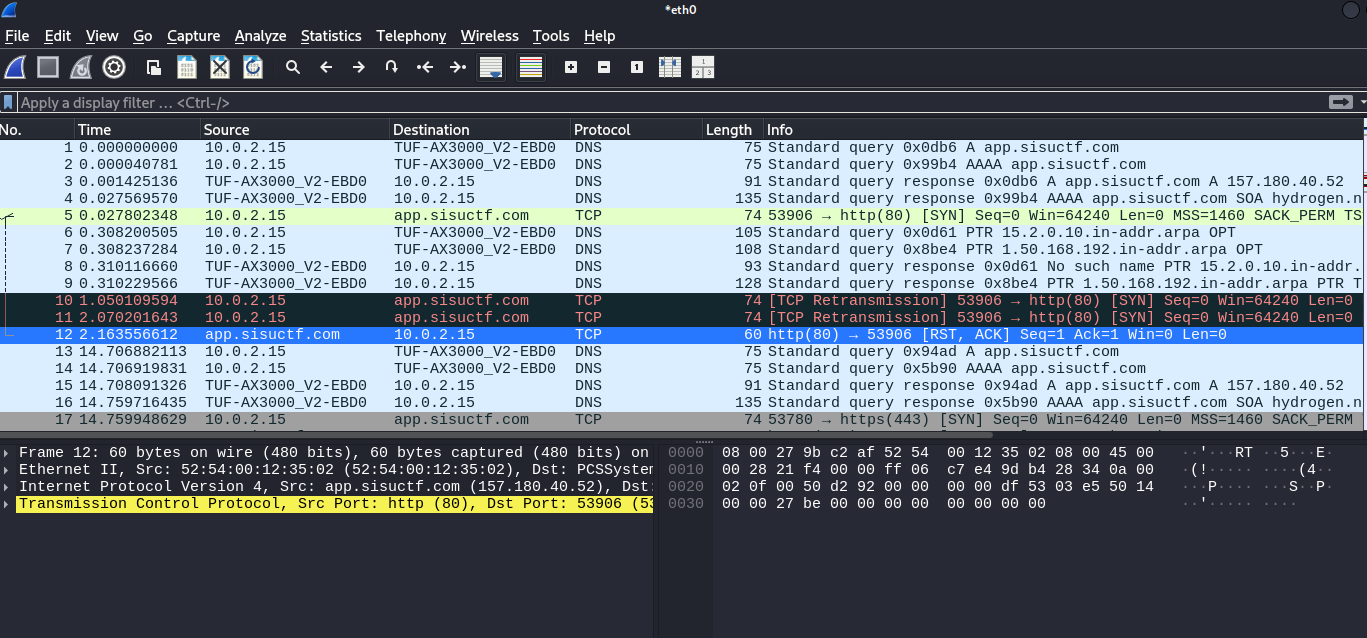 *eth0
File Edit View Go Capture Analyze Statistics Telephony Wireless Tools Help
Apply a display filter … <Ctrl-/>
No. Time Source Destination Protocol Length Info
1 0.000000000 10.0.2.15 TUF-AX3000_V2-EBD0 DNS 75 Standard query 0x0db6 A app.sisuctf.com
2 0.000040781 10.0.2.15 TUF-AX3000_V2-EBD0 DNS 75 Standard query 0x99b4 AAAA app.sisuctf.com
3 0.001425136 TUF-AX3000_V2-EBD0 10.0.2.15 DNS 91 Standard query response 0x0db6 A app.sisuctf.com A 157.180.40.52
4 0.027569570 TUF-AX3000_V2-EBD0 10.0.2.15 DNS 135 Standard query response 0x99b4 AAAA app.sisuctf.com SOA hydrogen.n
5 0.027802348 10.0.2.15 app.sisuctf.com TCP 74 53906 → http(80) [SYN] Seq=0 Win=64240 Len=0 MSS=1460 SACK_PERM TS
6 0.308200505 10.0.2.15 TUF-AX3000_V2-EBD0 DNS 105 Standard query 0x0d61 PTR 15.2.0.10.in-addr.arpa OPT
7 0.308237284 10.0.2.15 TUF-AX3000_V2-EBD0 DNS 108 Standard query 0x8be4 PTR 1.50.168.192.in-addr.arpa OPT
8 0.310116660 TUF-AX3000_V2-EBD0 10.0.2.15 DNS 93 Standard query response 0x0d61 No such name PTR 15.2.0.10.in-addr.
9 0.310229566 TUF-AX3000_V2-EBD0 10.0.2.15 DNS 128 Standard query response 0x8be4 PTR 1.50.168.192.in-addr.arpa PTR T
10 1.050109594 10.0.2.15 app.sisuctf.com TCP 74 [TCP Retransmission] 53906 → http(80) [SYN] Seq=0 Win=64240 Len=0
11 2.070201643 10.0.2.15 app.sisuctf.com TCP 74 [TCP Retransmission] 53906 → http(80) [SYN] Seq=0 Win=64240 Len=0
12 2.163556612 app.sisuctf.com 10.0.2.15 TCP 60 http(80) → 53906 [RST, ACK] Seq=1 Ack=1 Win=0 Len=0
13 14.706882113 10.0.2.15 TUF-AX3000_V2-EBD0 DNS 75 Standard query 0x94ad A app.sisuctf.com
14 14.706919831 10.0.2.15 TUF-AX3000_V2-EBD0 DNS 75 Standard query 0x5b90 AAAA app.sisuctf.com
15 14.708091326 TUF-AX3000_V2-EBD0 10.0.2.15 DNS 91 Standard query response 0x94ad A app.sisuctf.com A 157.180.40.52
16 14.759716435 TUF-AX3000_V2-EBD0 10.0.2.15 DNS 135 Standard query response 0x5b90 AAAA app.sisuctf.com SOA hydrogen.n
17 14.759948629 10.0.2.15 app.sisuctf.com TCP 74 53780 → https(443) [SYN] Seq=0 Win=64240 Len=0 MSS=1460 SACK_PERM
Frame 12: 60 bytes on wire (480 bits), 60 bytes captured (480 bits) on
Ethernet II, Src: 52:54:00:12:35:02 (52:54:00:12:35:02), Dst: PCSSystem
Internet Protocol Version 4, Src: app.sisuctf.com (157.180.40.52), Dst:
Transmission Control Protocol, Src Port: http (80), Dst Port: 53906 (53
0000 08 00 27 9b c2 af 52 54 00 12 35 02 08 00 45 00 ··'···RT ··5···E·
0010 00 28 21 f4 00 00 ff 06 c7 e4 9d b4 28 34 0a 00 ·(!····· ····(4··
0020 02 0f 00 50 d2 92 00 00 00 00 df 53 03 e5 50 14 ···P···· ···S··P·
0030 00 00 27 be 00 00 00 00 00 00 00 00 ··'····· ····